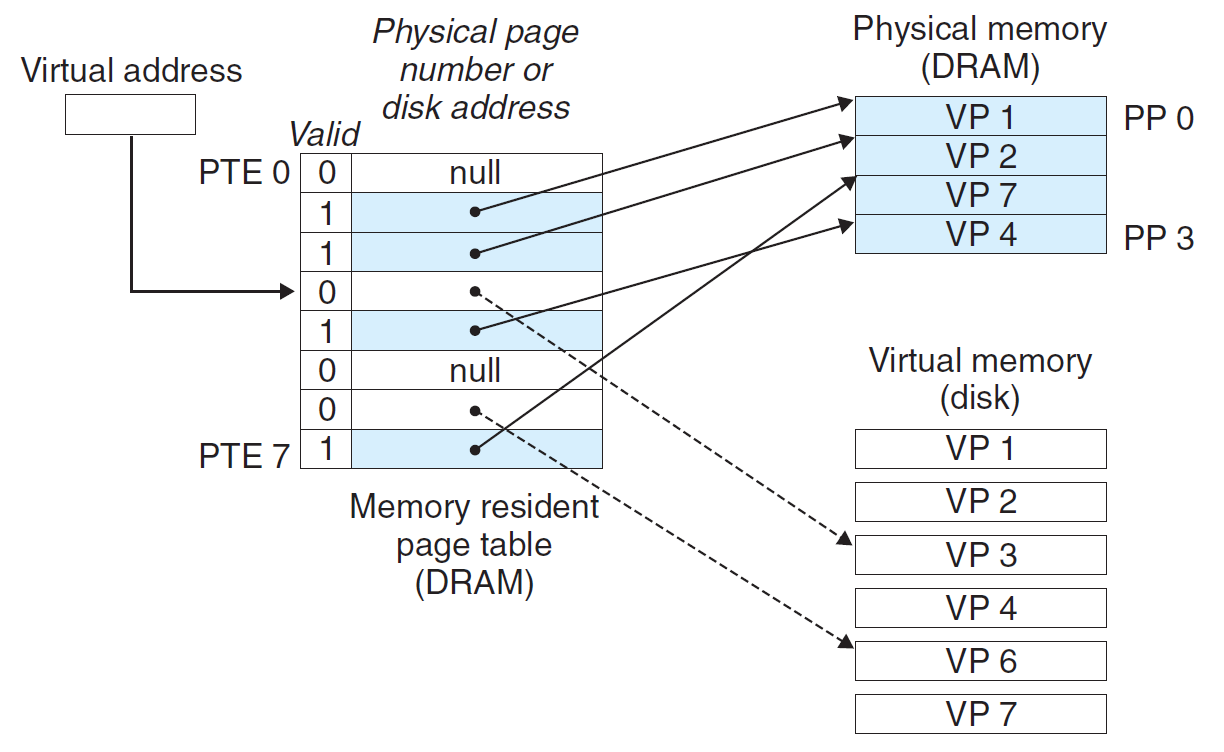 Virtual address
Physical page
number or
disk address
Valid
PTE 0
0
null
1
1
0
1
0
null
0
PTE 7
1
Memory resident
page table
(DRAM)
Physical memory
(DRAM)
VP 1
PP 0
VP 2
VP 7
VP 4
PP 3
Virtual memory
(disk)
VP 1
VP 2
VP 3
VP 4
VP 6
VP 7